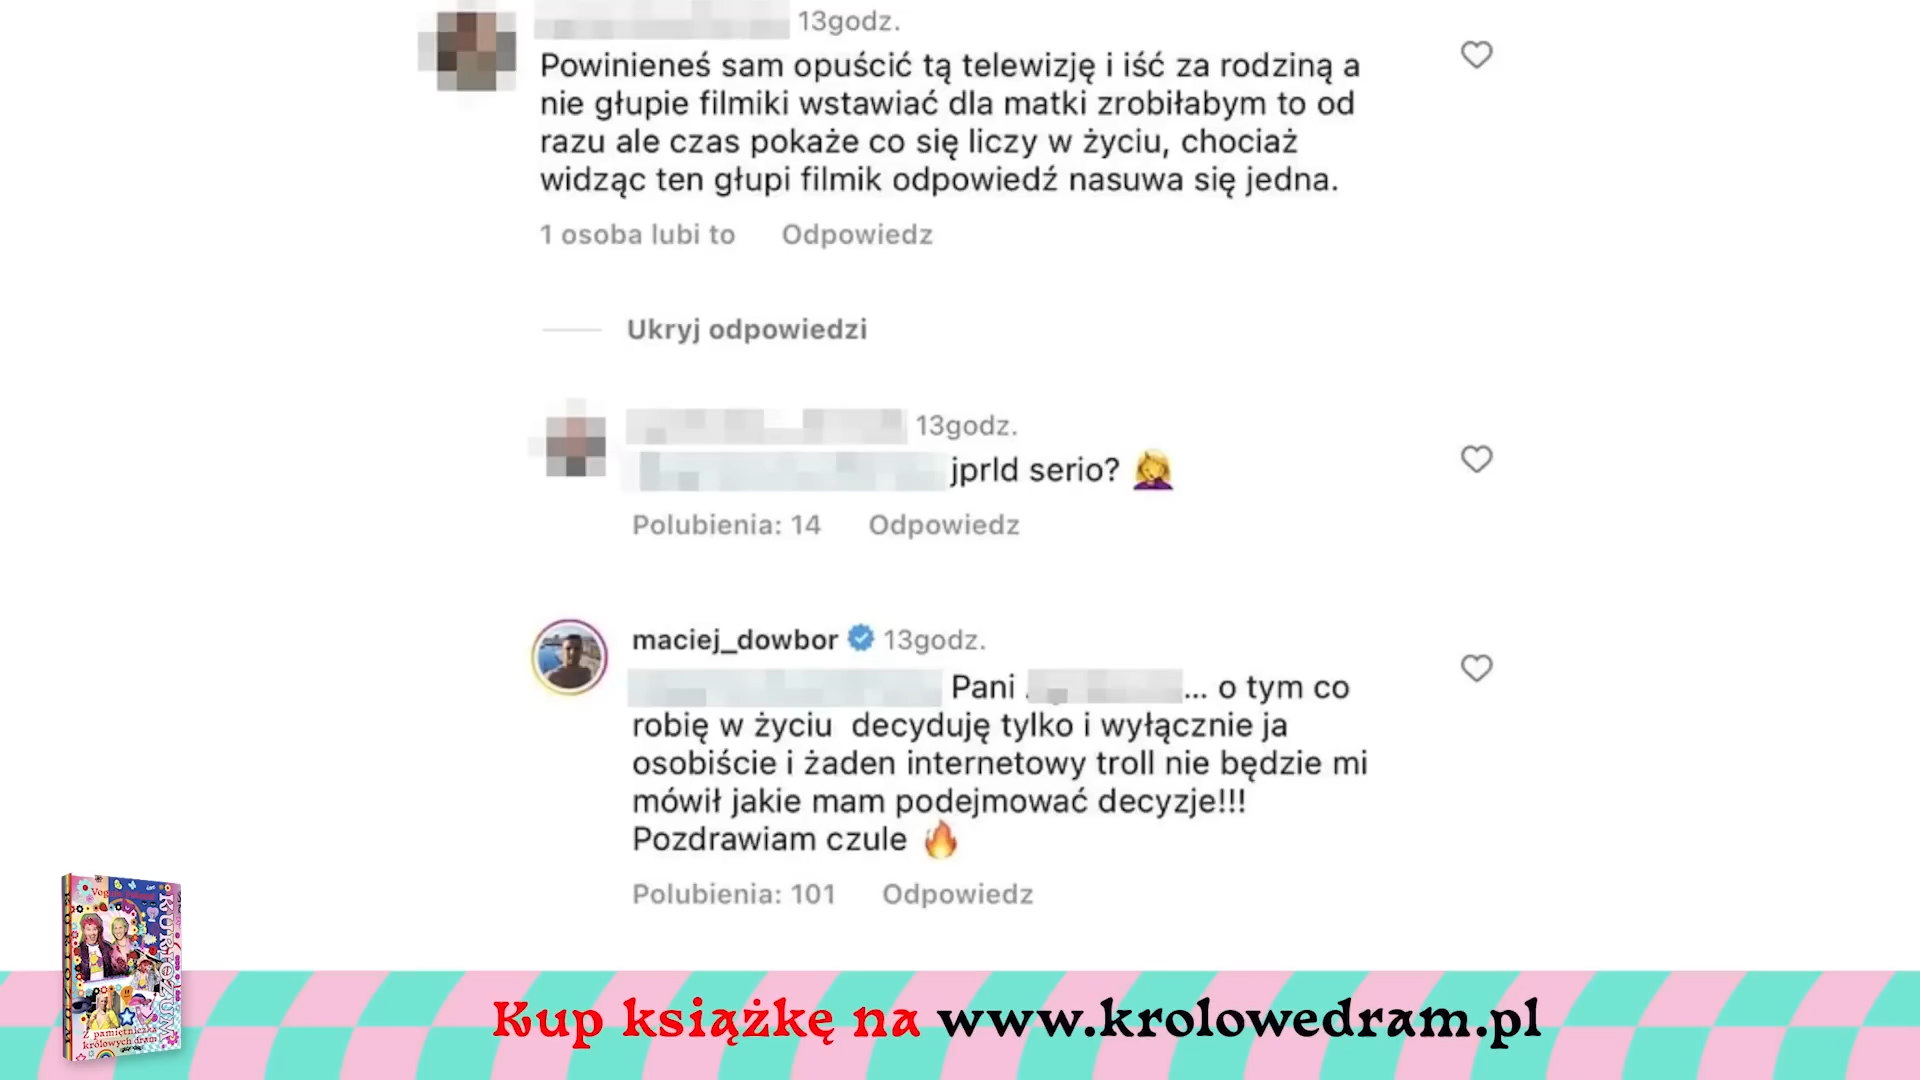 13godz.
Powinieneś sam opuścić tą telewizję i iść za rodziną a
nie głupie filmiki wstawiać dla matki zrobiłabym to od
razu ale czas pokaże co się liczy w życiu, chociaż
widząc ten głupi filmik odpowiedź nasuwa się jedna.
1 osoba lubi to Odpowiedz
Ukryj odpowiedzi
13godz.
jprld serio? 🤦‍♀️
Polubienia: 14 Odpowiedz
maciej_dowbor 13godz.
Pani ... o tym co
robię w życiu decyduję tylko i wyłącznie ja
osobiście i żaden internetowy troll nie będzie mi
mówił jakie mam podejmować decyzje!!!
Pozdrawiam czule 🔥
Polubienia: 101 Odpowiedz
Z pamiętniczka
królowych dram
Kup książkę na www.krolowedram.pl